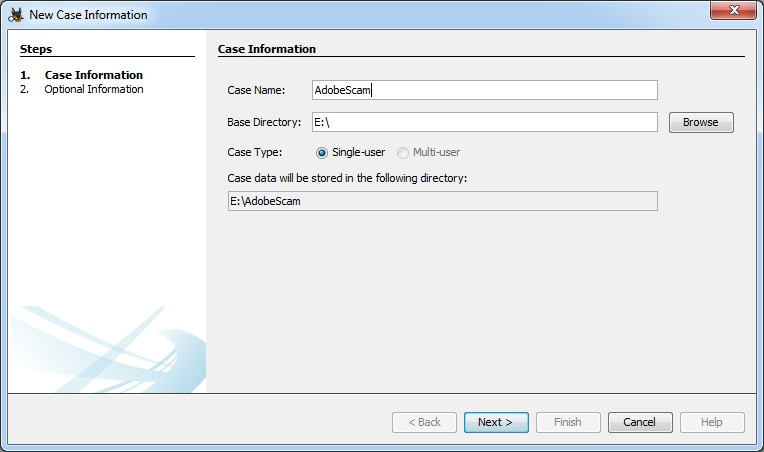 New Case Information
Steps
1. Case Information
2. Optional Information
Case Information
Case Name: AdobeScam
Base Directory: E:\ Browse
Case Type: Single-user Multi-user
Case data will be stored in the following directory:
E:\AdobeScam
< Back Next > Finish Cancel Help